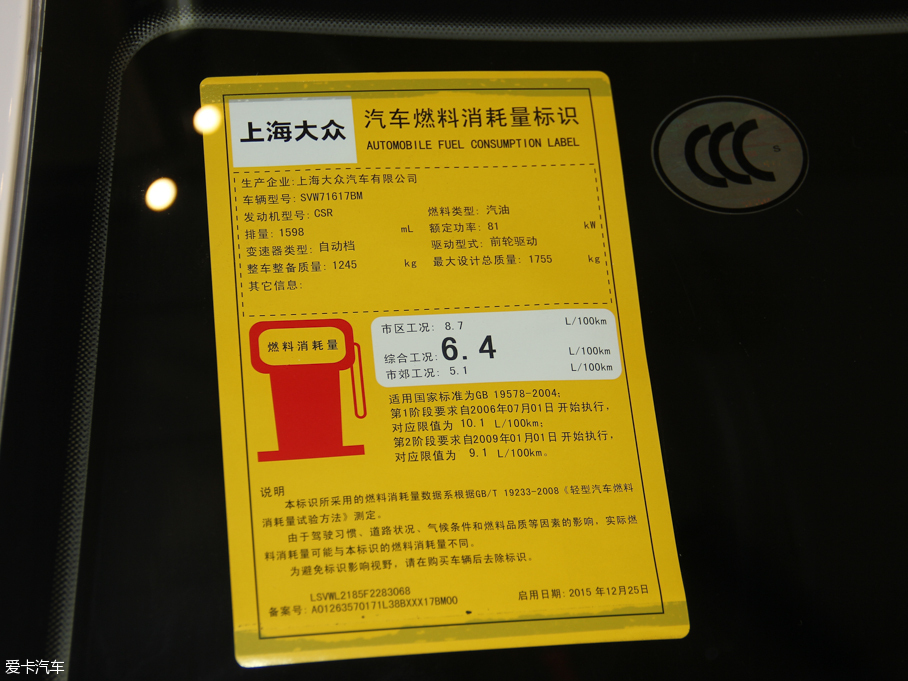 上海大众
汽车燃料消耗量标识
AUTOMOBILE FUEL CONSUMPTION LABEL
生产企业:上海大众汽车有限公司
车辆型号: SVW71617BM
发动机型号: CSR
燃料类型: 汽油
排量: 1598 mL
额定功率: 81 kW
变速器类型: 自动档
驱动型式: 前轮驱动
整车整备质量: 1245 kg
最大设计总质量: 1755 kg
其它信息:
燃料消耗量
市区工况: 8.7 L/100km
综合工况: 6.4 L/100km
市郊工况: 5.1 L/100km
适用国家标准为GB 19578-2004;
第1阶段要求自2006年07月01日 开始执行,
对应限值为 10.1 L/100km;
第2阶段要求自2009年01月01日 开始执行,
对应限值为 9.1 L/100km。
说明
本标识所采用的燃料消耗量数据系根据GB/T 19233-2008《轻型汽车燃料
消耗量试验方法》测定。
由于驾驶习惯、道路状况、气候条件和燃料品质等因素的影响, 实际燃
料消耗量可能与本标识的燃料消耗量不同。
为避免标识影响视野, 请在购买车辆后去除标识。
LSVWL2185F2283068
备案号: A01263570171L38BXXX17BM00
启用日期: 2015 年12月25日
CCC
S
爱卡汽车